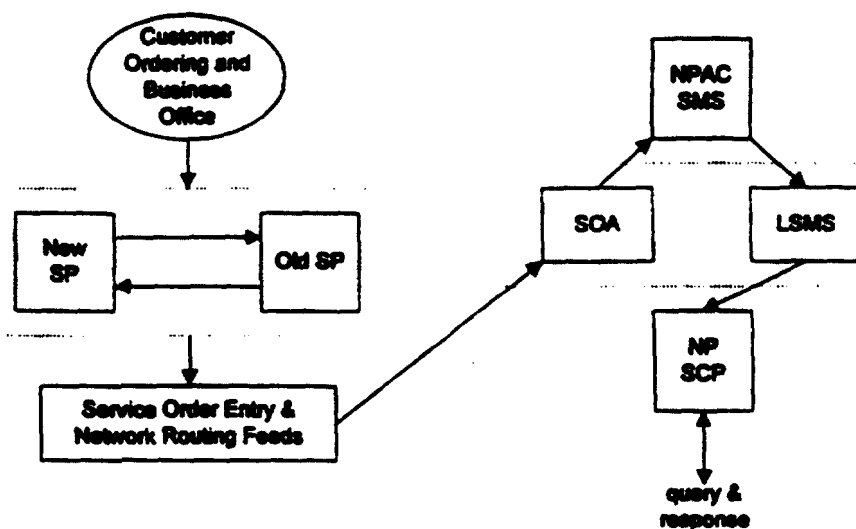 Customer
Ordering and
Business
Office
New
SP
Old SP
Service Order Entry &
Network Routing Feeds
NPAC
SMS
SOA
LSMS
NP
SCP
query &
response